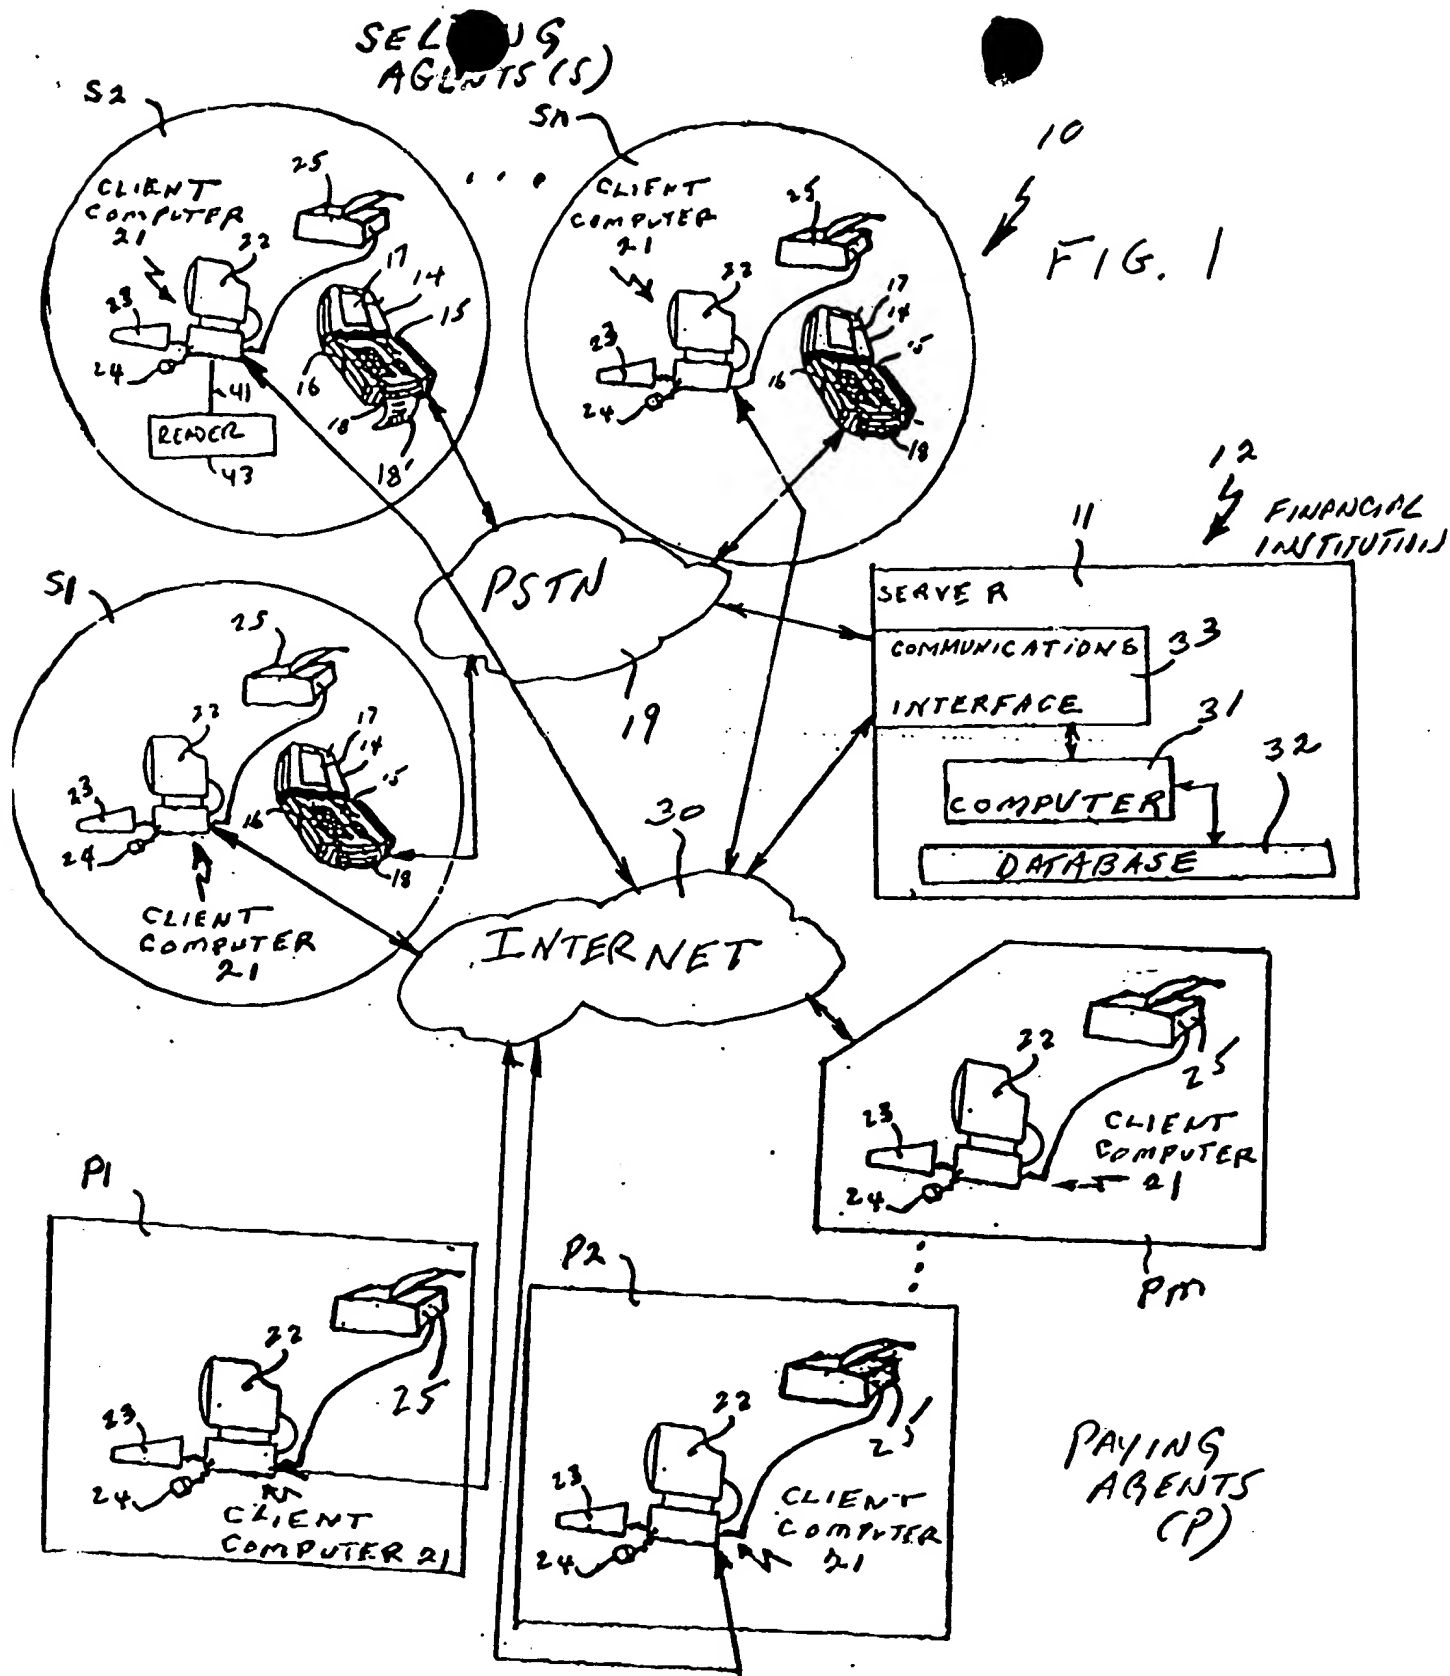 SELLING
AGENTS (S)
S2
CLIENT
COMPUTER
21
25
22
23
24
41
READER
43
17
14
15
16
18
18'
. . .
Sn
CLIENT
COMPUTER
21
25
22
23
24
17
14
15
16
18
10
FIG. 1
12
FINANCIAL
INSTITUTION
11
SERVER
COMMUNICATIONS
INTERFACE
33
31
COMPUTER
32
DATABASE
PSTN
19
S1
25
22
23
24
17
14
15
16
18
CLIENT
COMPUTER
21
30
INTERNET
25
22
23
24
CLIENT
COMPUTER
21
Pm
P1
25
22
23
24
CLIENT
COMPUTER 21
P2
25
22
23
24
CLIENT
COMPUTER
21
PAYING
AGENTS
(P)